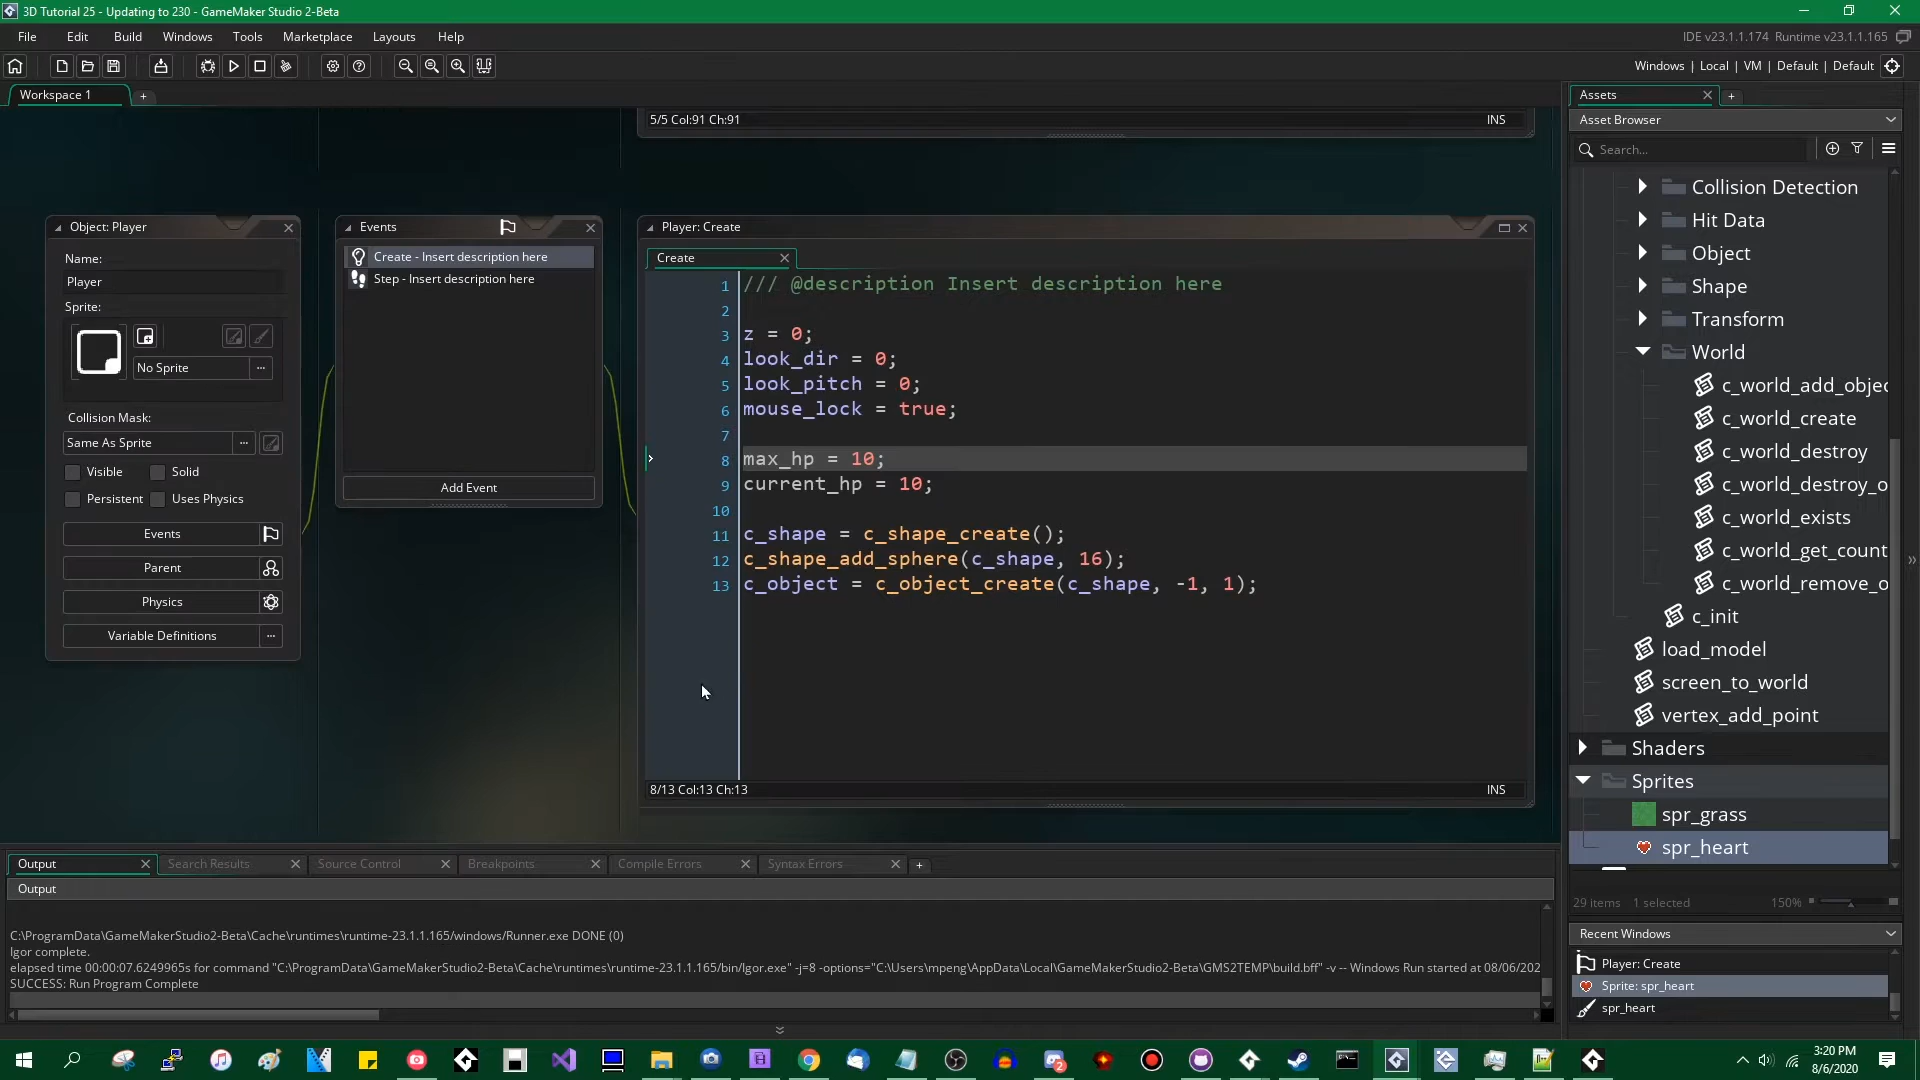 3D Tutorial 25 - Updating to 230 - GameMaker Studio 2-Beta
File Edit Build Windows Tools Marketplace Layouts Help
IDE v23.1.1.174 Runtime v23.1.1.165
Windows | Local | VM | Default | Default
Workspace 1
5/5 Col:91 Ch:91
INS
Object: Player
Name:
Player
Sprite:
No Sprite
Collision Mask:
Same As Sprite
Visible
Solid
Persistent
Uses Physics
Events
Parent
Physics
Variable Definitions
Events
Create - Insert description here
Step - Insert description here
Add Event
Player: Create
Create
1 /// @description Insert description here
2
3 z = 0;
4 look_dir = 0;
5 look_pitch = 0;
6 mouse_lock = true;
7
8 max_hp = 10;
9 current_hp = 10;
10
11 c_shape = c_shape_create();
12 c_shape_add_sphere(c_shape, 16);
13 c_object = c_object_create(c_shape, -1, 1);
8/13 Col:13 Ch:13
INS
Assets
Asset Browser
Search...
Collision Detection
Hit Data
Object
Shape
Transform
World
c_world_add_objec
c_world_create
c_world_destroy
c_world_destroy_o
c_world_exists
c_world_get_count
c_world_remove_o
c_init
load_model
screen_to_world
vertex_add_point
Shaders
Sprites
spr_grass
spr_heart
29 items 1 selected
150%
Recent Windows
Player: Create
Sprite: spr_heart
spr_heart
Output
Search Results
Source Control
Breakpoints
Compile Errors
Syntax Errors
Output
C:\ProgramData\GameMakerStudio2-Beta\Cache\runtimes\runtime-23.1.1.165/windows/Runner.exe DONE (0)
Igor complete.
elapsed time 00:00:07.6249965s for command "C:\ProgramData\GameMakerStudio2-Beta\Cache\runtimes\runtime-23.1.1.165/bin/Igor.exe" -j=8 -options="C:\Users\mpeng\AppData\Local\GameMakerStudio2-Beta\GMS2TEMP\build.bff" -v -- Windows Run started at 08/06/202
SUCCESS: Run Program Complete
3:20 PM
8/6/2020